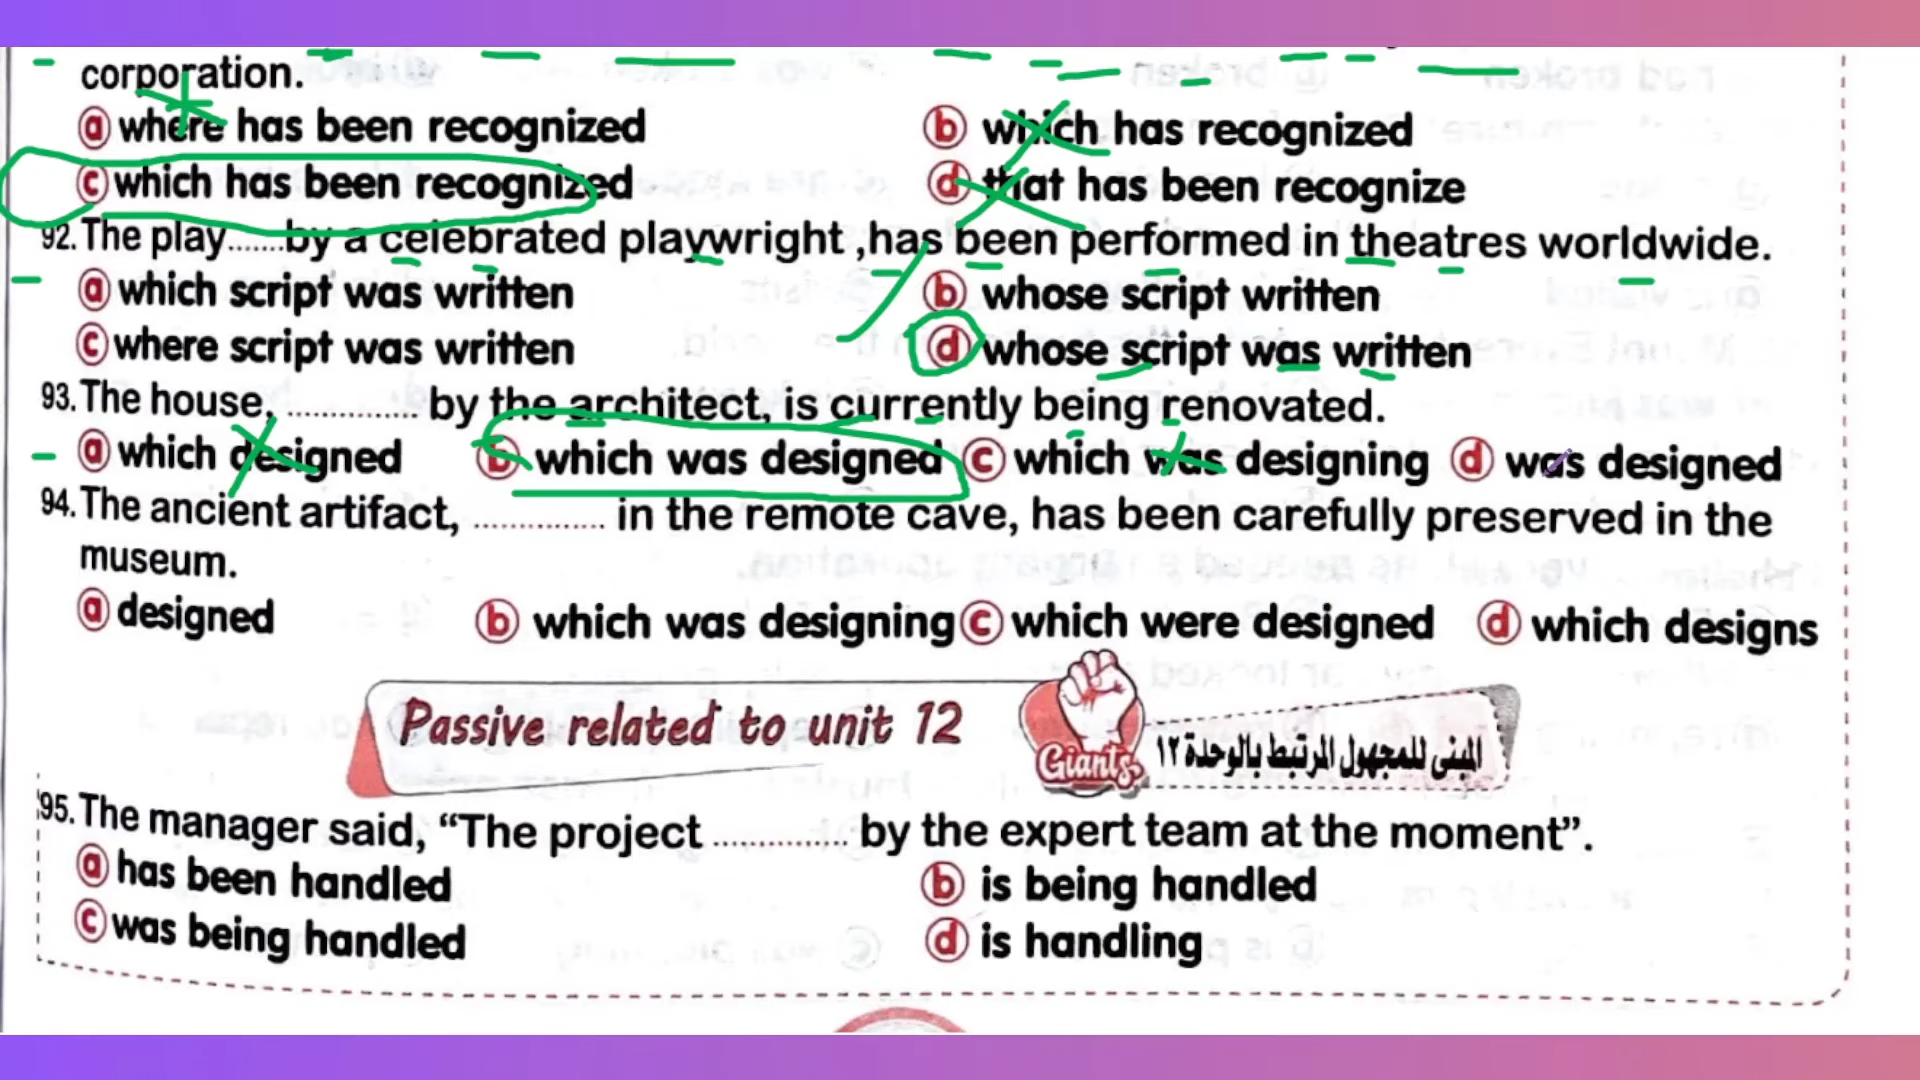 corporation.
ⓐ where has been recognized ⓑ which has recognized
ⓒ which has been recognized ⓓ that has been recognize
92. The play.......by a celebrated playwright ,has been performed in theatres worldwide.
ⓐ which script was written ⓑ whose script written
ⓒ where script was written ⓓ whose script was written
93. The house, .............. by the architect, is currently being renovated.
ⓐ which designed ⓑ which was designed ⓒ which was designing ⓓ was designed
94. The ancient artifact, .............. in the remote cave, has been carefully preserved in the
museum.
ⓐ designed ⓑ which was designing ⓒ which were designed ⓓ which designs
Passive related to unit 12 Giants المبنى للمجهول المرتبط بالوحدة ١٢
95. The manager said, “The project .............. by the expert team at the moment”.
ⓐ has been handled ⓑ is being handled
ⓒ was being handled ⓓ is handling